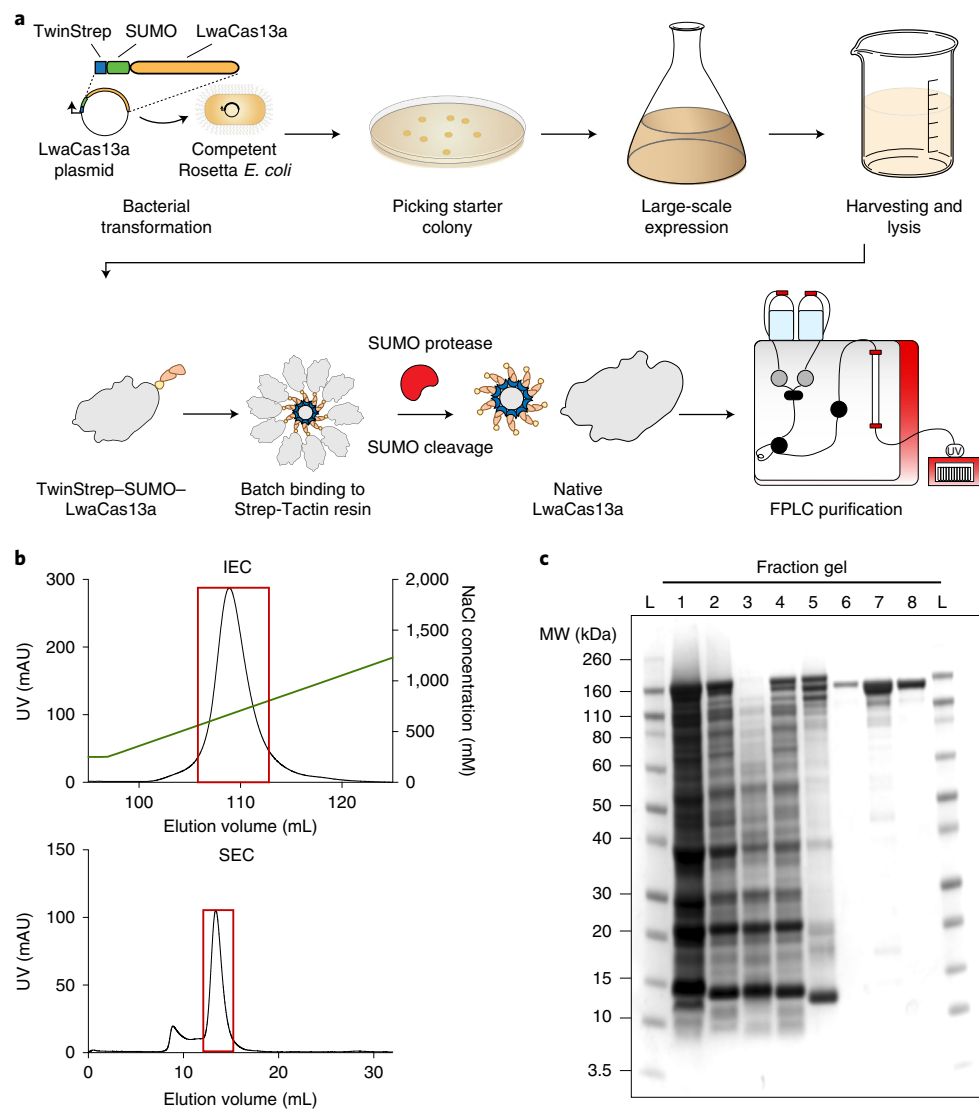 a
TwinStrep SUMO LwaCas13a
LwaCas13a
plasmid
Competent
Rosetta E. coli
Bacterial
transformation
Picking starter
colony
Large-scale
expression
Harvesting and
lysis
SUMO protease
SUMO cleavage
UV
TwinStrep–SUMO–
LwaCas13a
Batch binding to
Strep-Tactin resin
Native
LwaCas13a
FPLC purification
b
IEC
300
200
100
0
UV (mAU)
2,000
1,500
1,000
500
0
NaCl concentration (mM)
100 110 120
Elution volume (mL)
SEC
150
100
50
0
UV (mAU)
0 10 20 30
Elution volume (mL)
c
Fraction gel
L 1 2 3 4 5 6 7 8 L
MW (kDa)
260
160
110
80
60
50
40
30
20
15
10
3.5